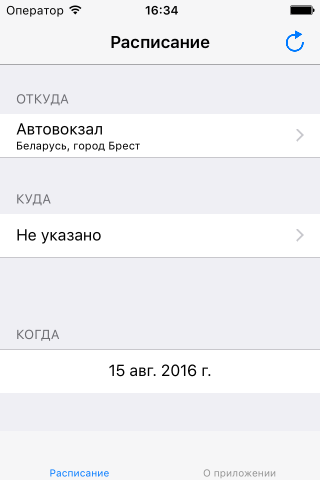 Оператор 16:34
Расписание
ОТКУДА
Автовокзал
Беларусь, город Брест
КУДА
Не указано
КОГДА
15 авг. 2016 г.
Расписание О приложении